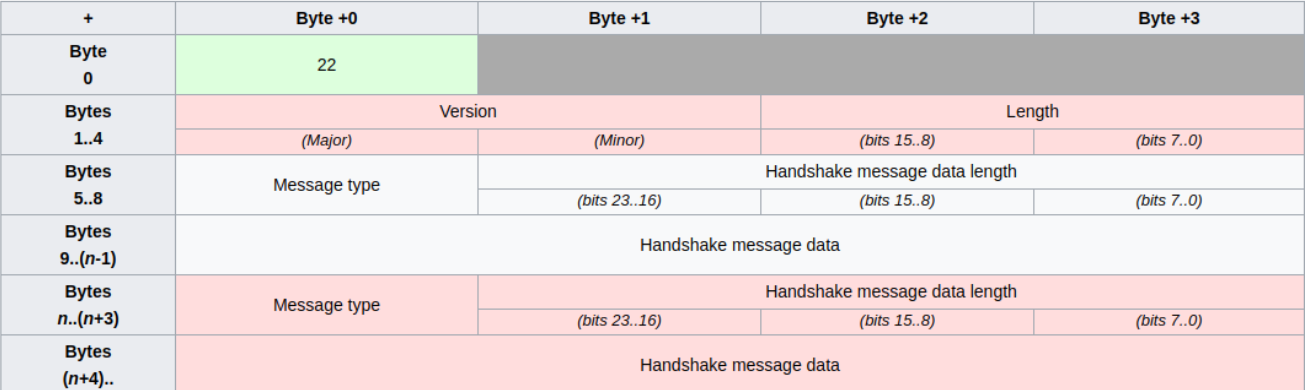 + Byte +0 Byte +1 Byte +2 Byte +3
Byte
0
22
Bytes
1..4
Version Length
(Major) (Minor) (bits 15..8) (bits 7..0)
Bytes
5..8
Message type
Handshake message data length
(bits 23..16) (bits 15..8) (bits 7..0)
Bytes
9..(n-1)
Handshake message data
Bytes
n..(n+3)
Message type
Handshake message data length
(bits 23..16) (bits 15..8) (bits 7..0)
Bytes
(n+4)..
Handshake message data